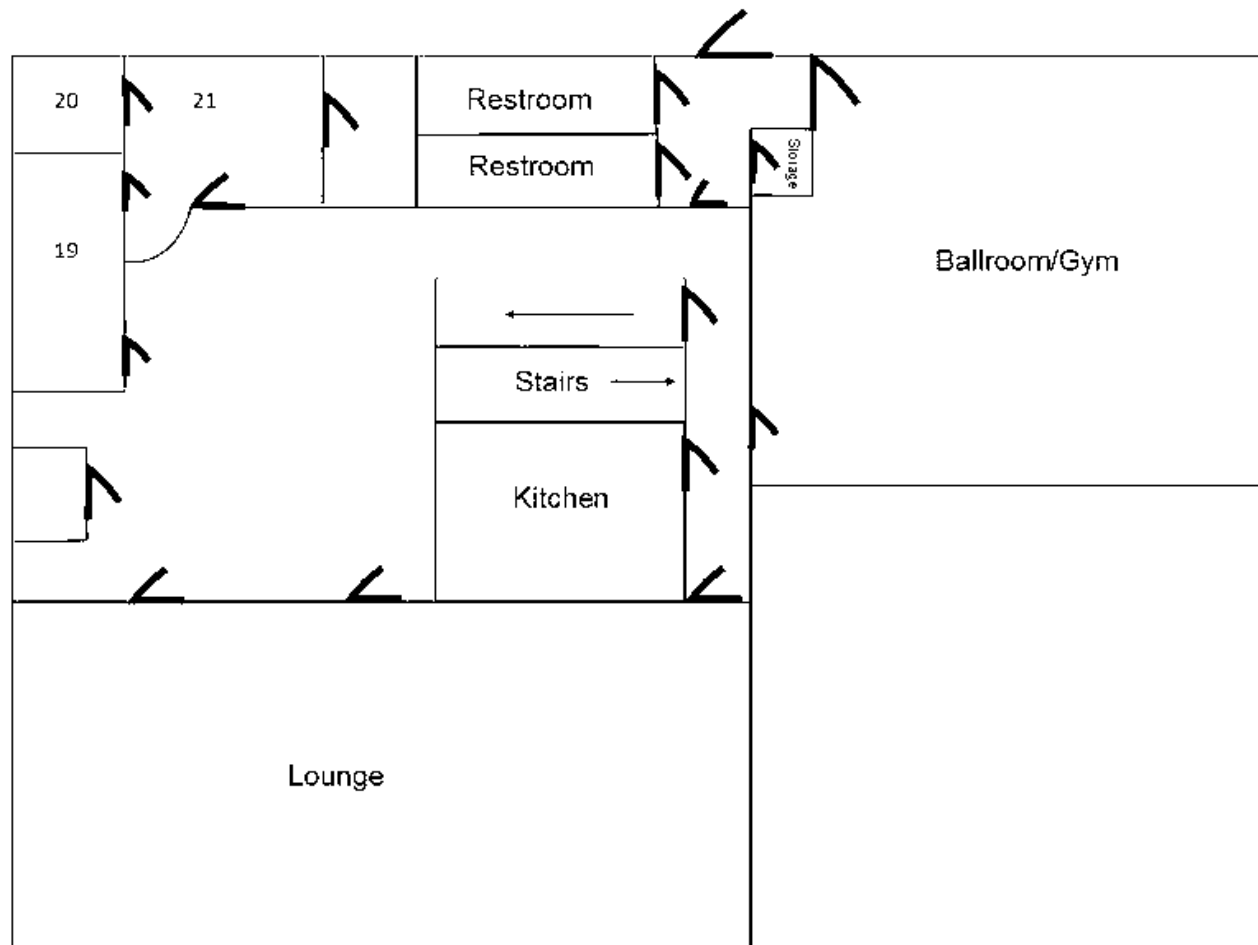 20
21
Restroom
Restroom
Storage
19
Ballroom/Gym
Stairs
Kitchen
Lounge